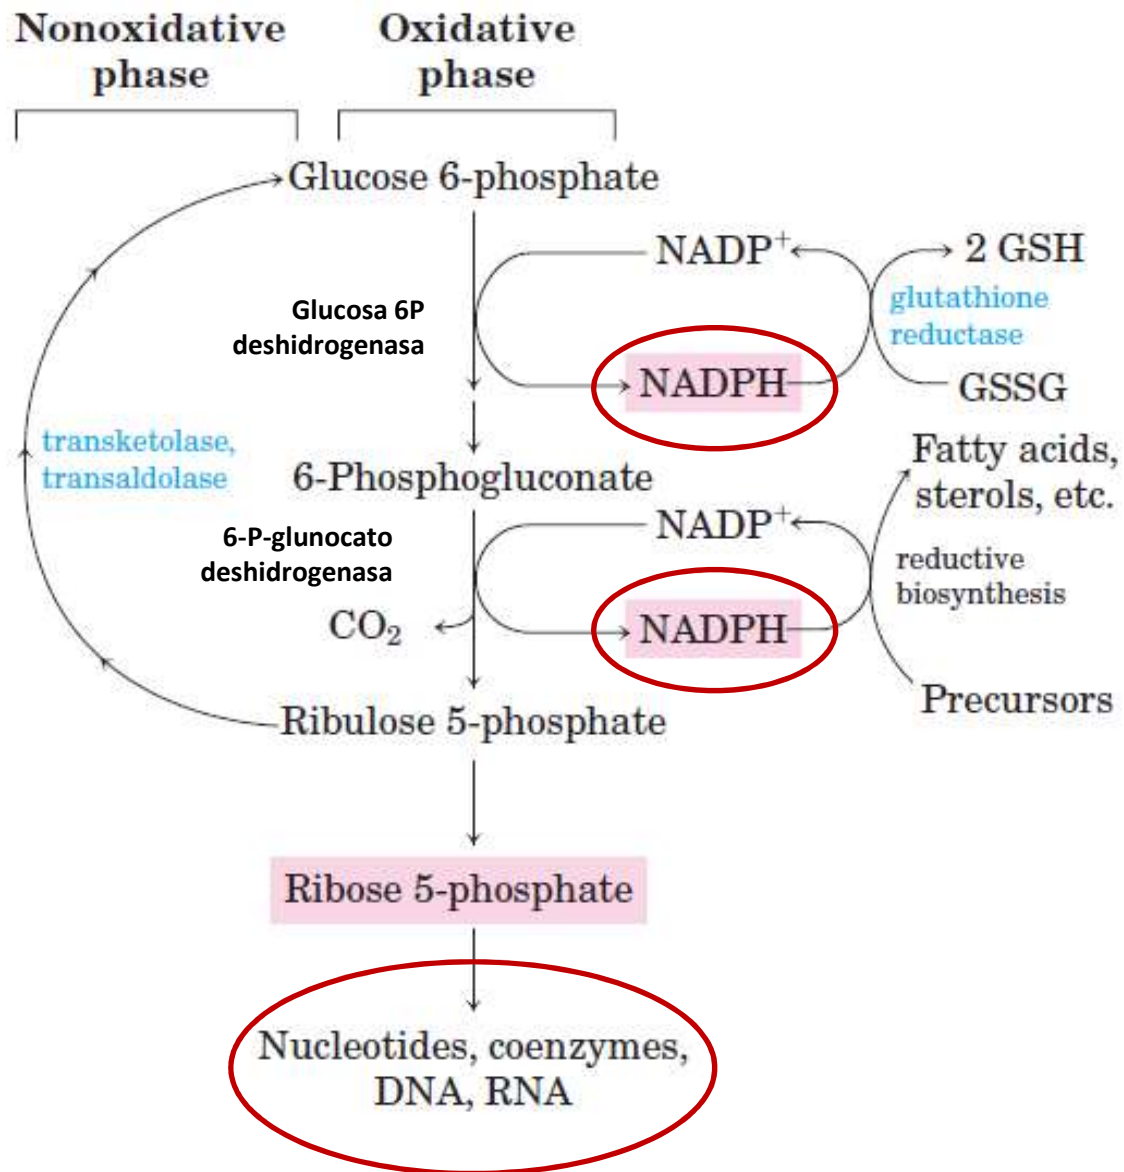 Nonoxidative
phase
Oxidative
phase
Glucose 6-phosphate
NADP+
2 GSH
Glucosa 6P
deshidrogenasa
glutathione
reductase
NADPH
GSSG
transketolase,
transaldolase
6-Phosphogluconate
Fatty acids,
sterols, etc.
6-P-glunocato
deshidrogenasa
NADP+
reductive
biosynthesis
CO2
NADPH
Precursors
Ribulose 5-phosphate
Ribose 5-phosphate
Nucleotides, coenzymes,
DNA, RNA